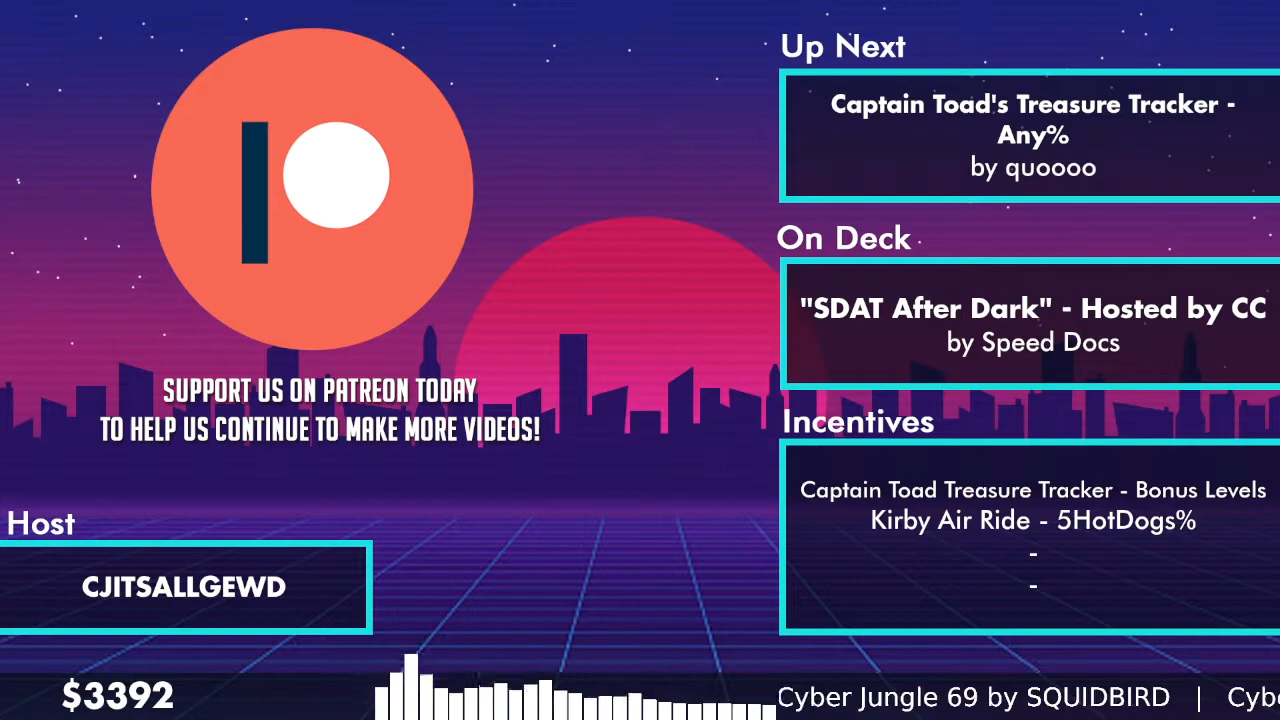 Up Next
Captain Toad's Treasure Tracker -
Any%
by quoooo
On Deck
"SDAT After Dark" - Hosted by CC
by Speed Docs
SUPPORT US ON PATREON TODAY
TO HELP US CONTINUE TO MAKE MORE VIDEOS!
Incentives
Captain Toad Treasure Tracker - Bonus Levels
Kirby Air Ride - 5HotDogs%
-
-
Host
CJITSALLGEWD
$3392
Cyber Jungle 69 by SQUIDBIRD | Cyb